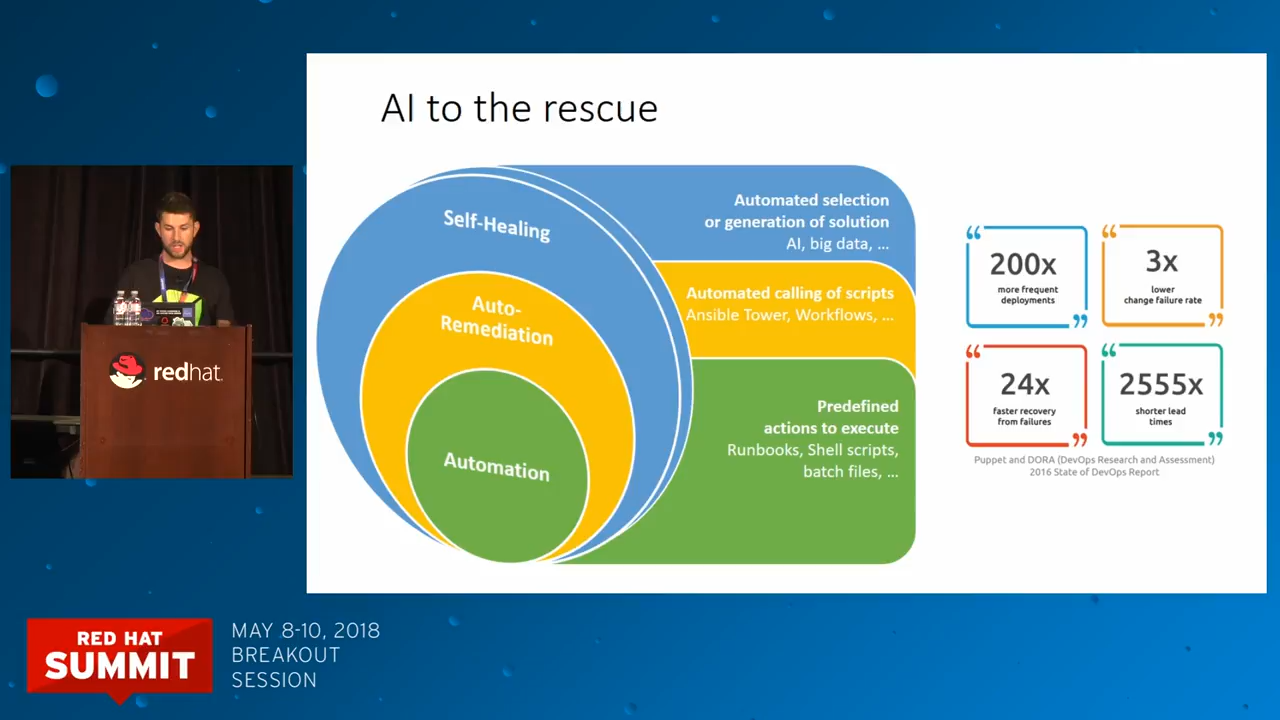 AI to the rescue
Self-Healing
Auto-
Remediation
Automation
Automated selection
or generation of solution
AI, big data, ...
Automated calling of scripts
Ansible Tower, Workflows, ...
Predefined
actions to execute
Runbooks, Shell scripts,
batch files, ...
“
200x
more frequent
deployments
”
“
3x
lower
change failure rate
”
“
24x
faster recovery
from failures
”
“
2555x
shorter lead
times
”
Puppet and DORA (DevOps Research and Assessment)
2016 State of DevOps Report
redhat.
RED HAT
SUMMIT
MAY 8-10, 2018
BREAKOUT
SESSION